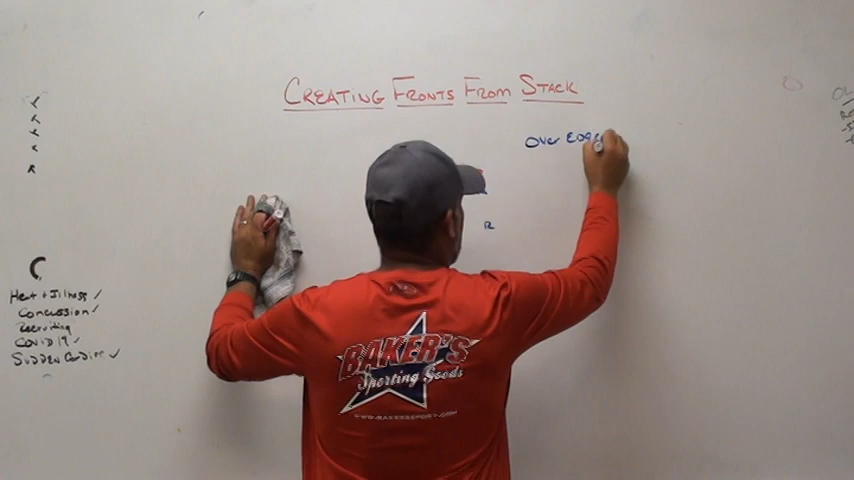 CREATING FRONTS FROM STACK
Over EDGE
R
R
Heat + Illness ✓
Concussion ✓
Recruiting
COVID 19 ✓
SUDDEN CARDIAC ✓
BAKER'S
Sporting Goods